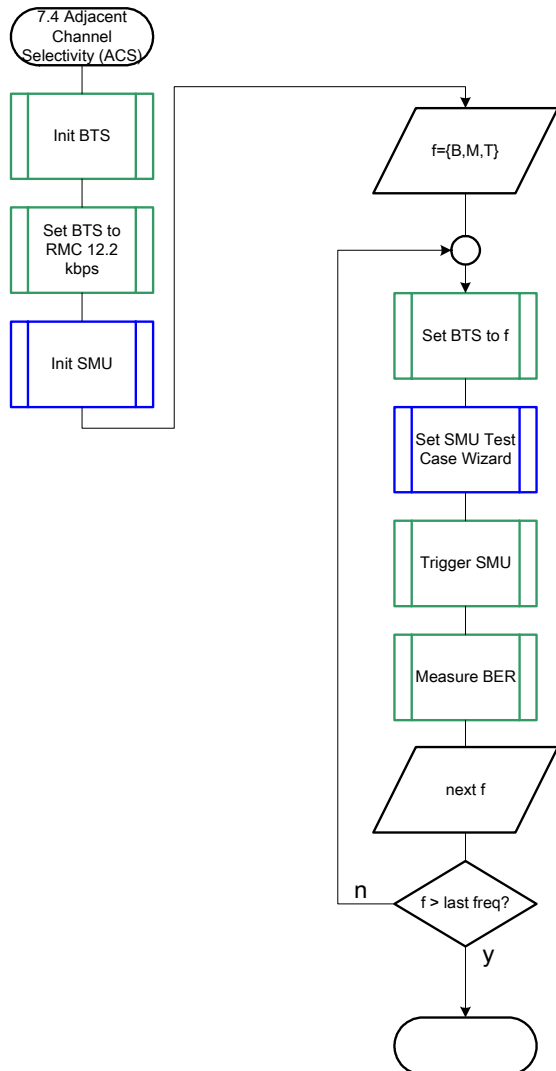 7.4 Adjacent
Channel
Selectivity (ACS)
Init BTS
Set BTS to
RMC 12.2
kbps
Init SMU
f={B,M,T}
Set BTS to f
Set SMU Test
Case Wizard
Trigger SMU
Measure BER
next f
f > last freq?
n
y